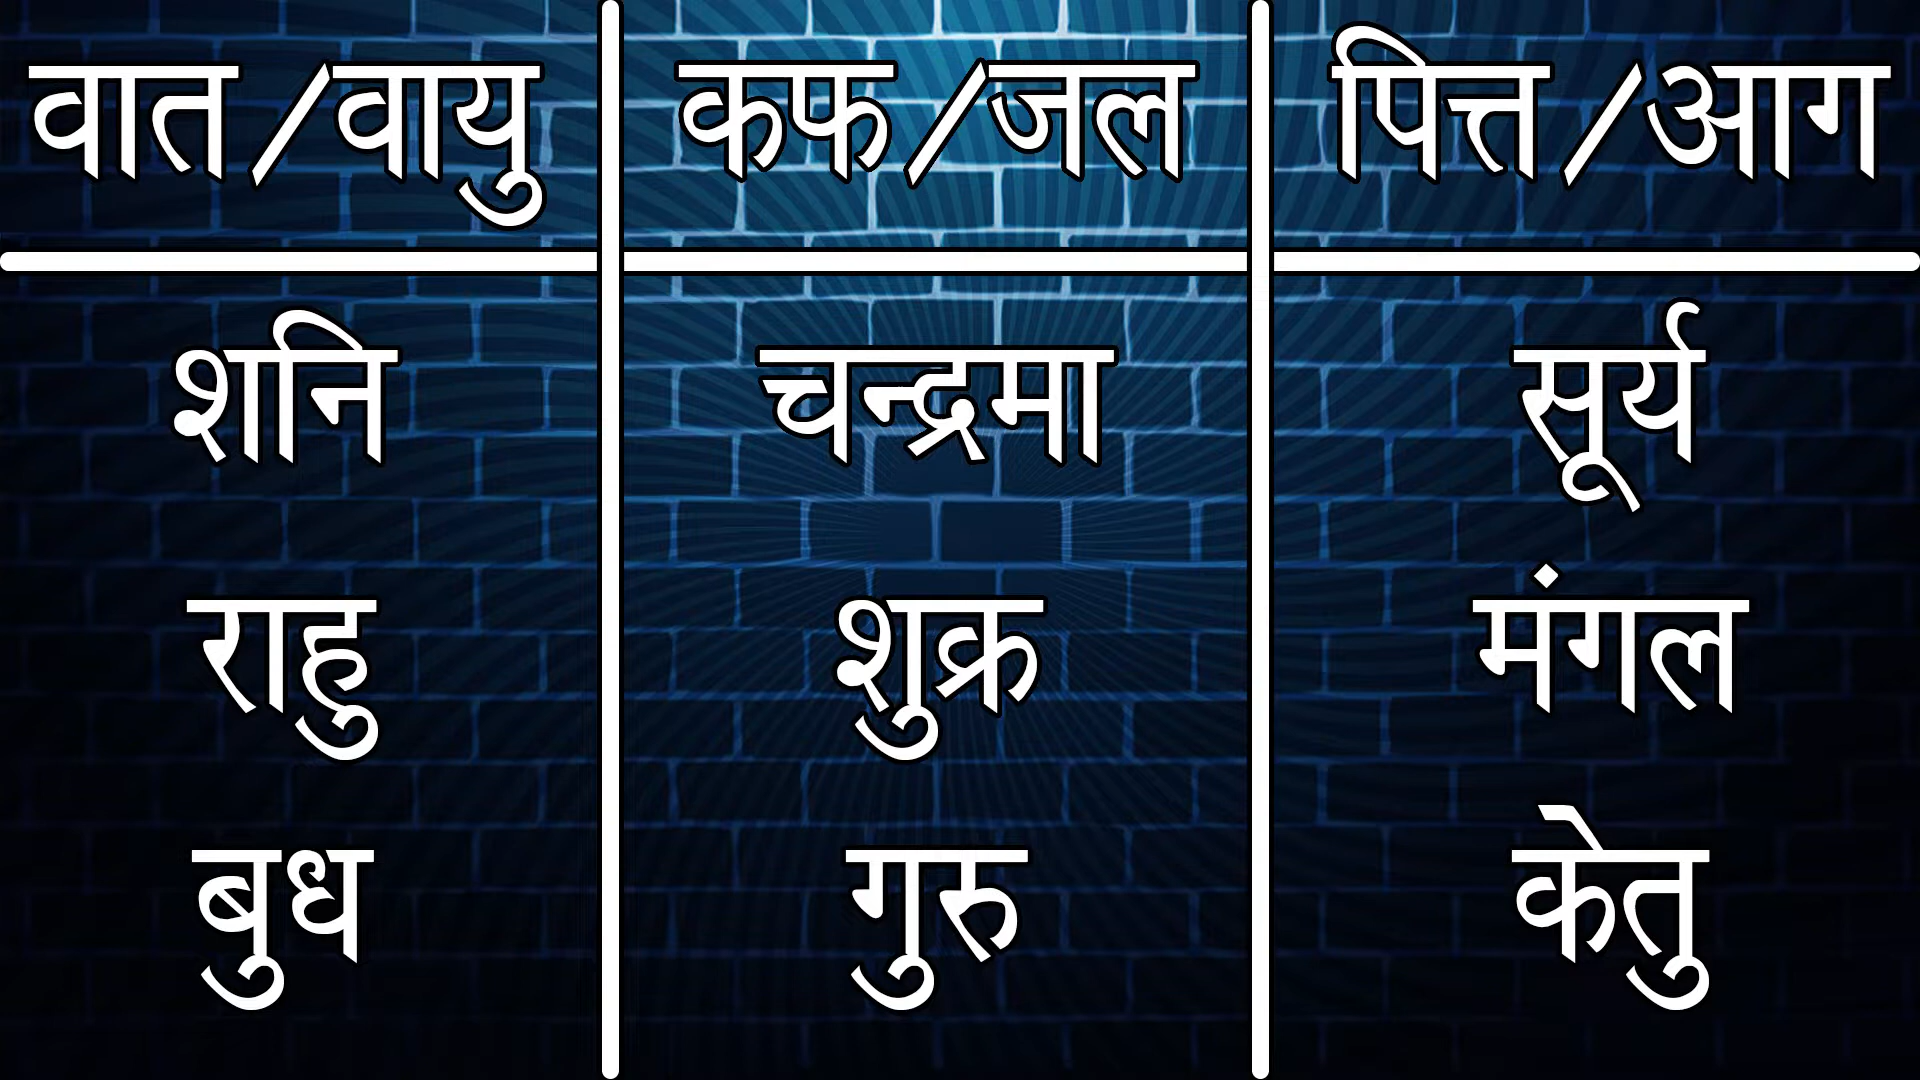 वात/वायु कफ/जल पित्त/आग
शनि चन्द्रमा सूर्य
राहु शुक्र मंगल
बुध गुरु केतु